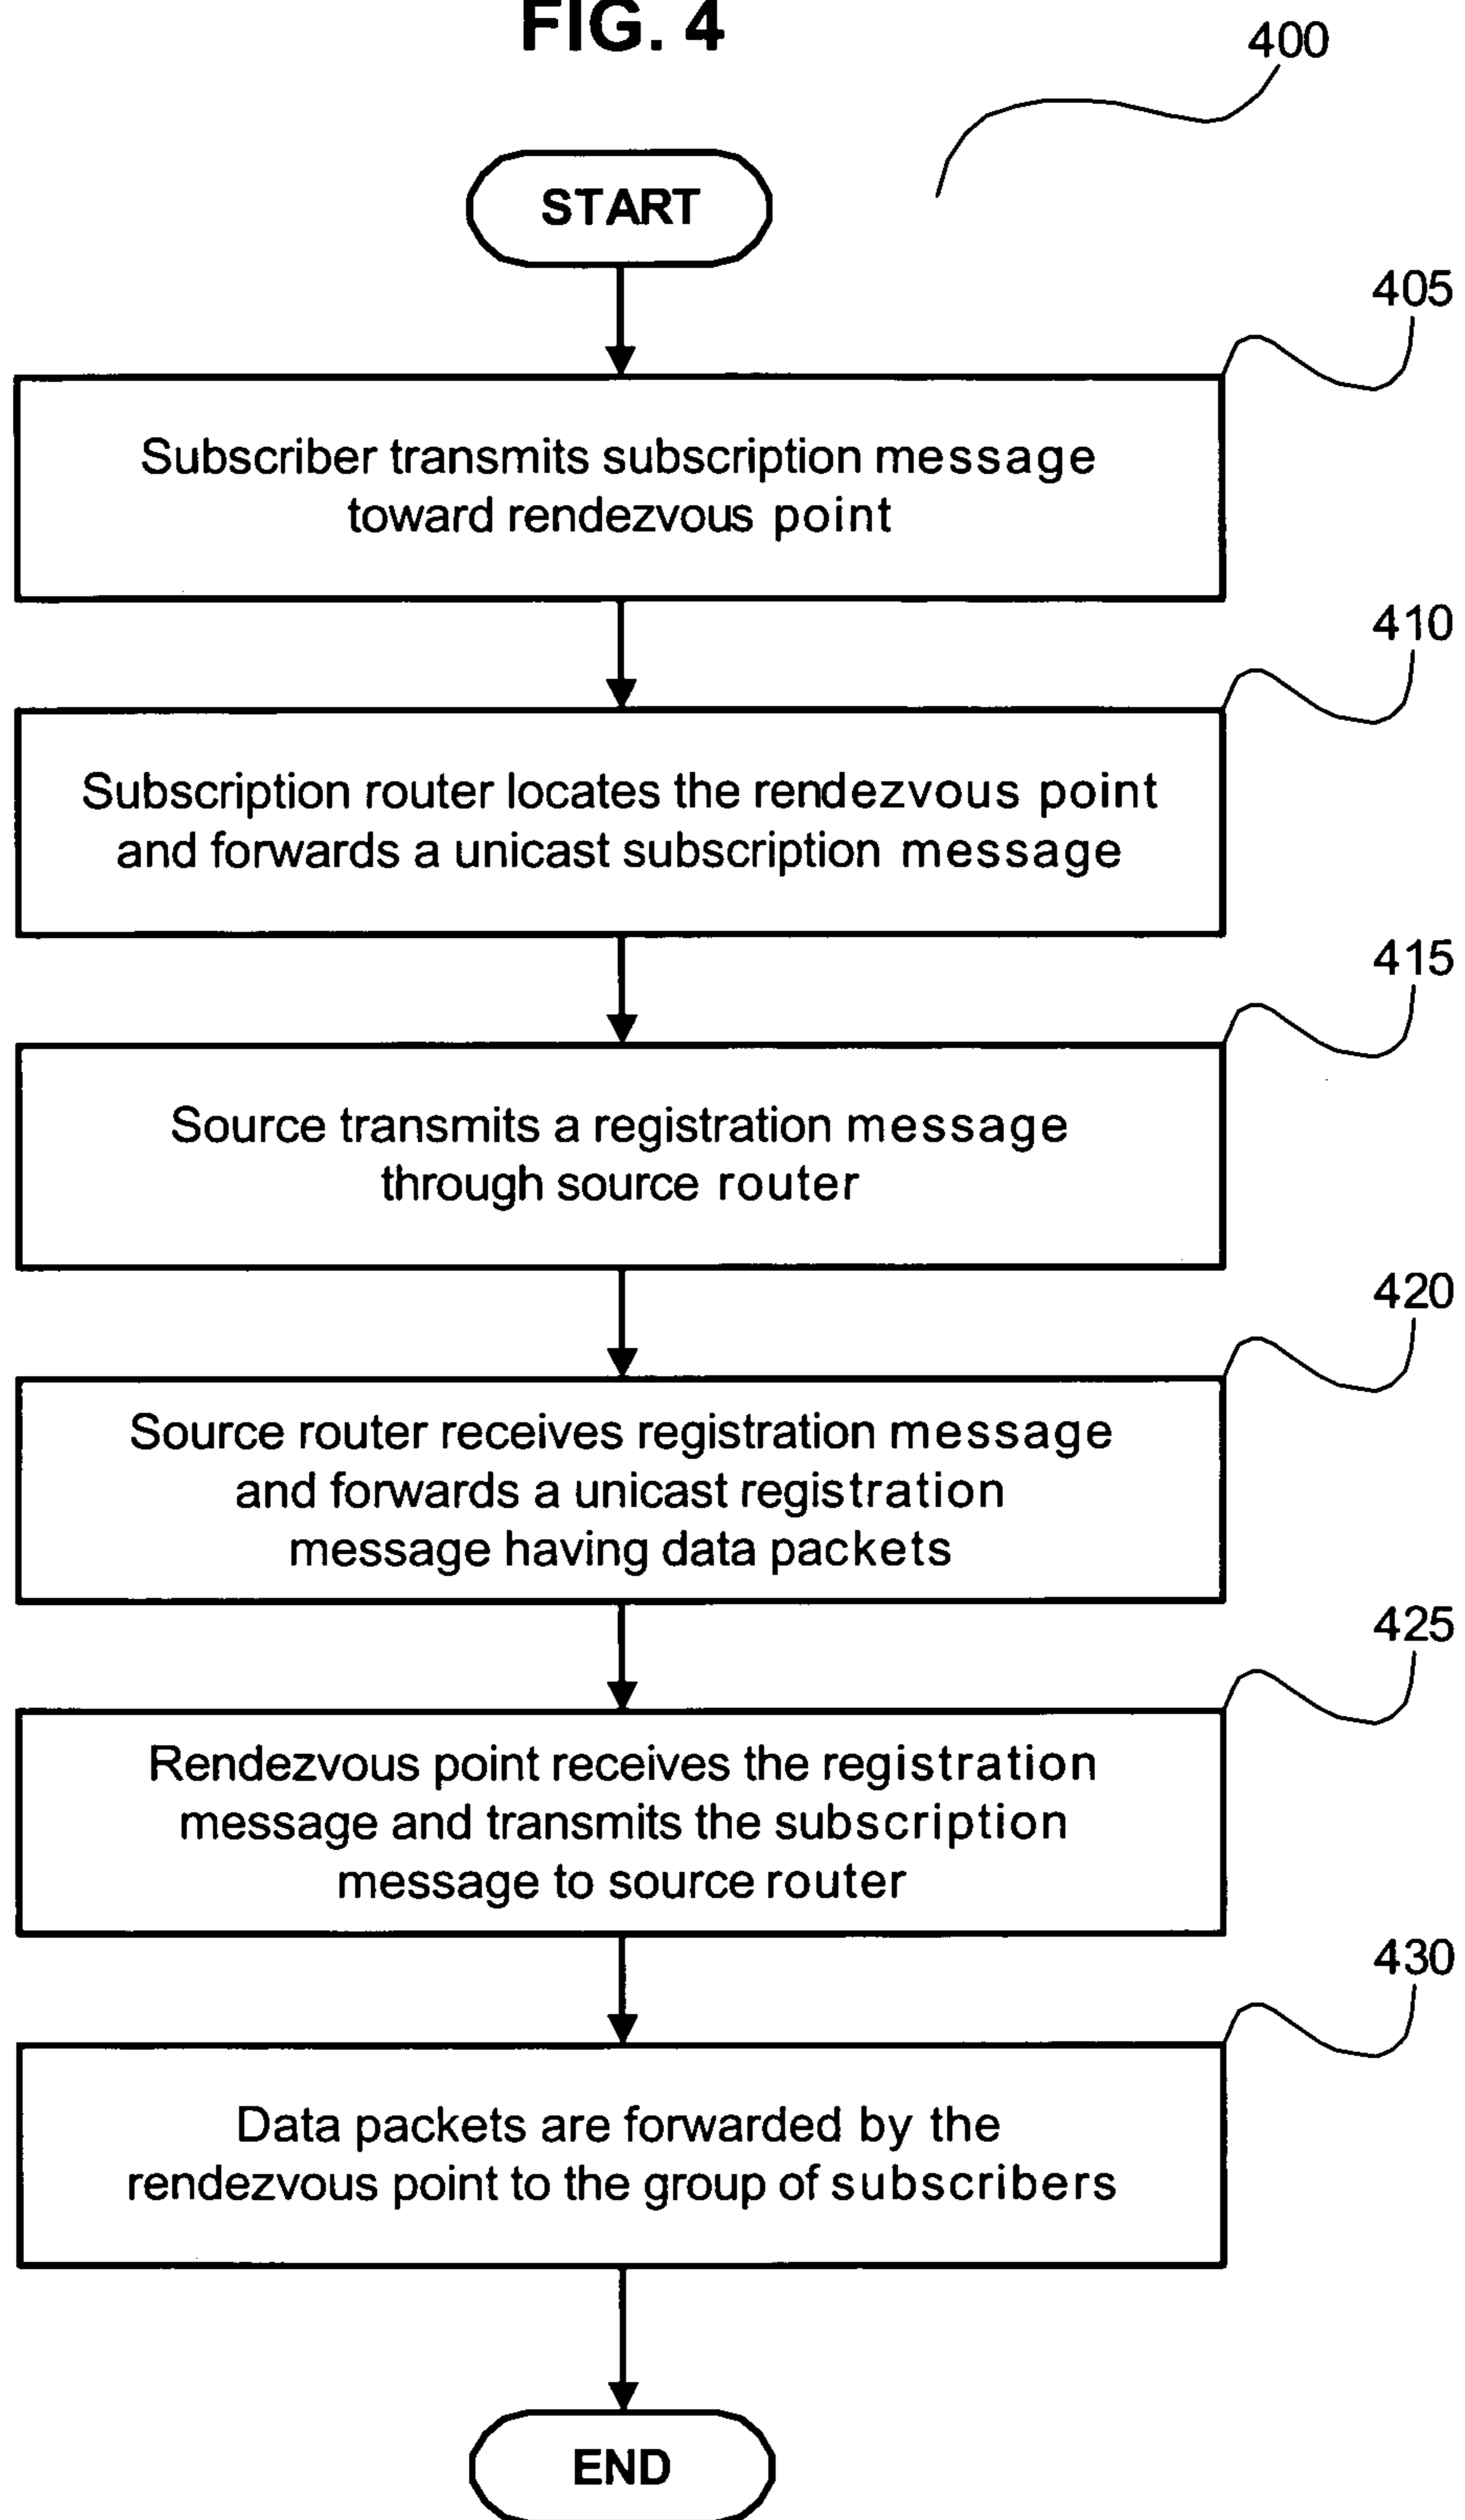 FIG. 4
400
START
405
Subscriber transmits subscription message
toward rendezvous point
410
Subscription router locates the rendezvous point
and forwards a unicast subscription message
415
Source transmits a registration message
through source router
420
Source router receives registration message
and forwards a unicast registration
message having data packets
425
Rendezvous point receives the registration
message and transmits the subscription
message to source router
430
Data packets are forwarded by the
rendezvous point to the group of subscribers
END